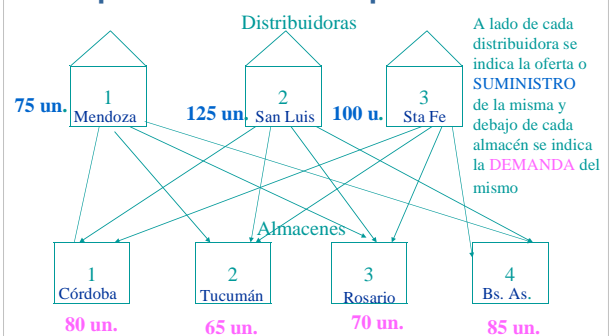 Distribuidoras
A lado de cada
distribuidora se
indica la oferta o
SUMINISTRO
de la misma y
debajo de cada
almacén se indica
la DEMANDA del
mismo
75 un.
1
Mendoza
125 un.
2
San Luis
100 u.
3
Sta Fe
Almacenes
1
Córdoba
2
Tucumán
3
Rosario
4
Bs. As.
80 un.
65 un.
70 un.
85 un.